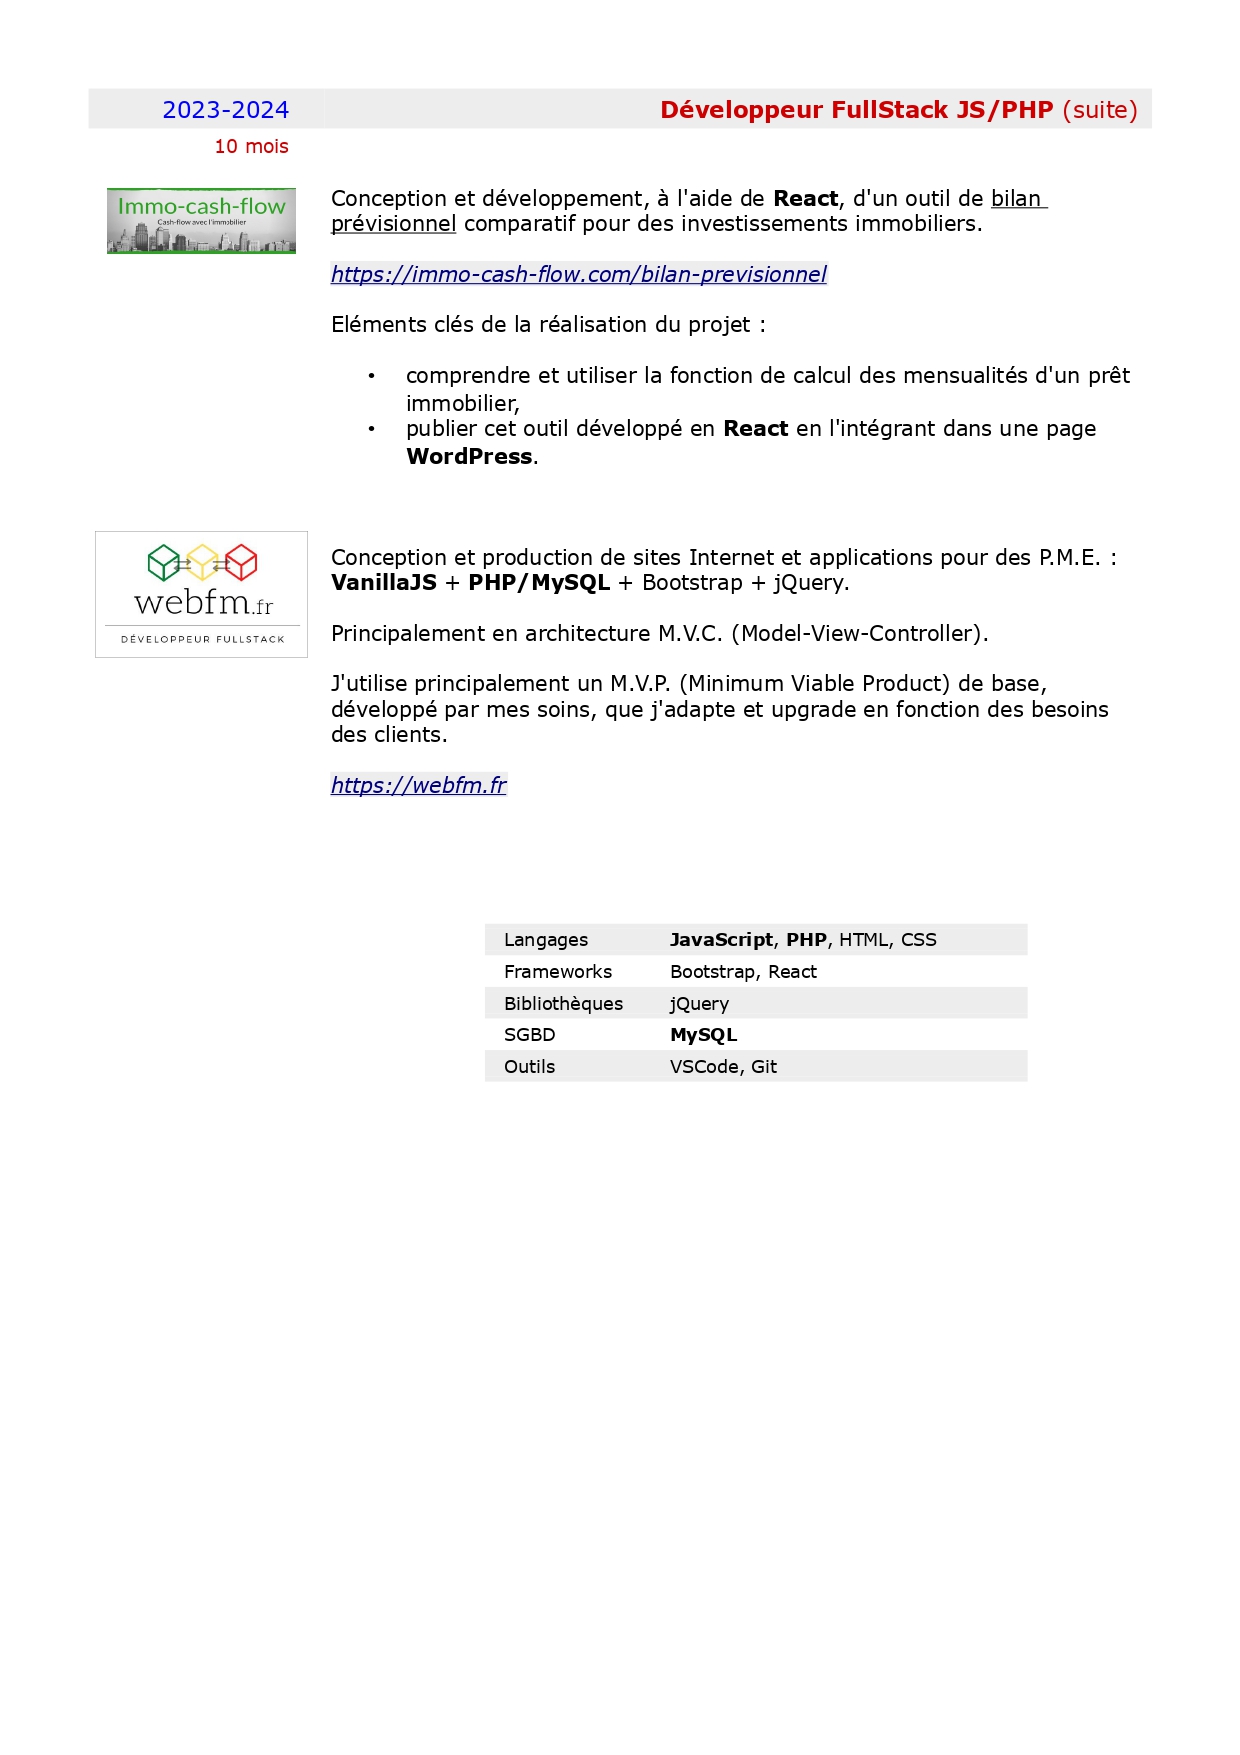 2023-2024 Développeur FullStack JS/PHP (suite)
10 mois
Immo-cash-flow
Cash-flow avec l'immobilier
Conception et développement, à l'aide de React, d'un outil de bilan
prévisionnel comparatif pour des investissements immobiliers.
https://immo-cash-flow.com/bilan-previsionnel
Eléments clés de la réalisation du projet :
• comprendre et utiliser la fonction de calcul des mensualités d'un prêt
immobilier,
• publier cet outil développé en React en l'intégrant dans une page
WordPress.
webfm.fr
DÉVELOPPEUR FULLSTACK
Conception et production de sites Internet et applications pour des P.M.E. :
VanillaJS + PHP/MySQL + Bootstrap + jQuery.
Principalement en architecture M.V.C. (Model-View-Controller).
J'utilise principalement un M.V.P. (Minimum Viable Product) de base,
développé par mes soins, que j'adapte et upgrade en fonction des besoins
des clients.
https://webfm.fr
Langages JavaScript, PHP, HTML, CSS
Frameworks Bootstrap, React
Bibliothèques jQuery
SGBD MySQL
Outils VSCode, Git